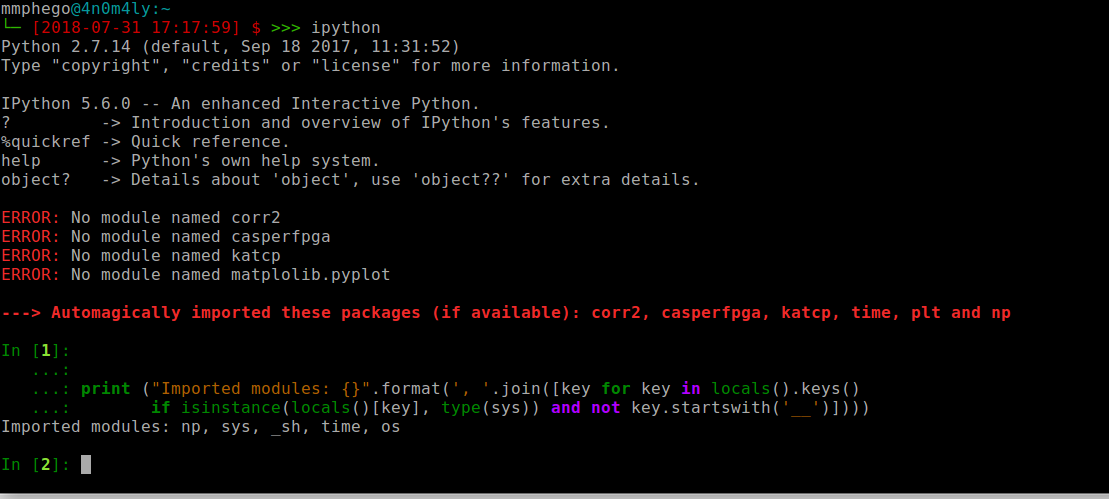 mmphego@4n0m4ly:~
└─ [2018-07-31 17:17:59] $ >>> ipython
Python 2.7.14 (default, Sep 18 2017, 11:31:52)
Type "copyright", "credits" or "license" for more information.
IPython 5.6.0 -- An enhanced Interactive Python.
?         -> Introduction and overview of IPython's features.
%quickref -> Quick reference.
help      -> Python's own help system.
object?   -> Details about 'object', use 'object??' for extra details.
ERROR: No module named corr2
ERROR: No module named casperfpga
ERROR: No module named katcp
ERROR: No module named matplolib.pyplot
---> Automagically imported these packages (if available): corr2, casperfpga, katcp, time, plt and np
In [1]:
   ...:
   ...: print ("Imported modules: {}".format(', '.join([key for key in locals().keys()
   ...:        if isinstance(locals()[key], type(sys)) and not key.startswith('__')])))
Imported modules: np, sys, _sh, time, os
In [2]: